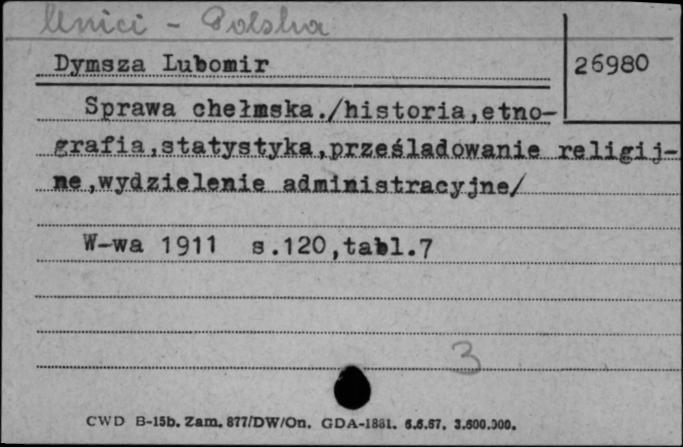 Unici - Polska
Dymsza Lubomir
26980
Sprawa chełmska./historia,etno-
grafia,statystyka,prześladowanie religij-
ne,wydzielenie administracyjne/
W-wa 1911 s.120,tabl.7
3
CWD B-15b. Zam. 877/DW/On. GDA-1881. 6.6.67. 3.600.000.